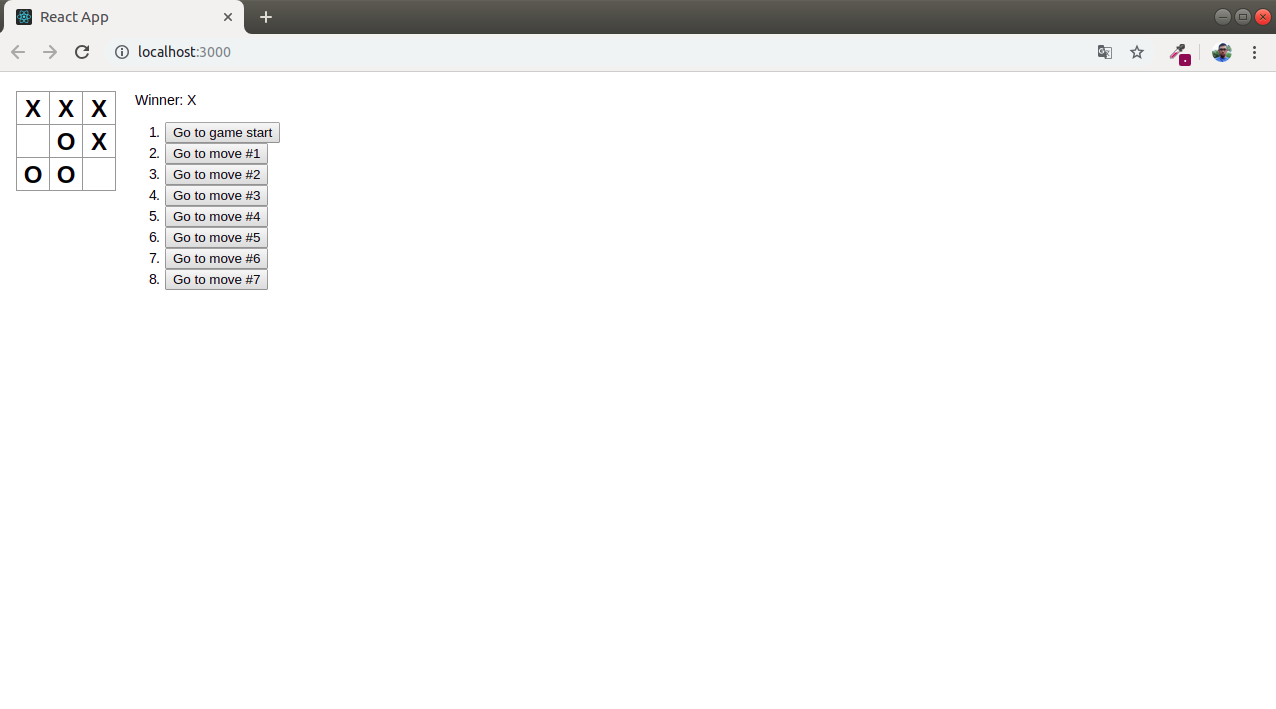 React App
localhost:3000
X X X
O X
O O
Winner: X
1. Go to game start
2. Go to move #1
3. Go to move #2
4. Go to move #3
5. Go to move #4
6. Go to move #5
7. Go to move #6
8. Go to move #7